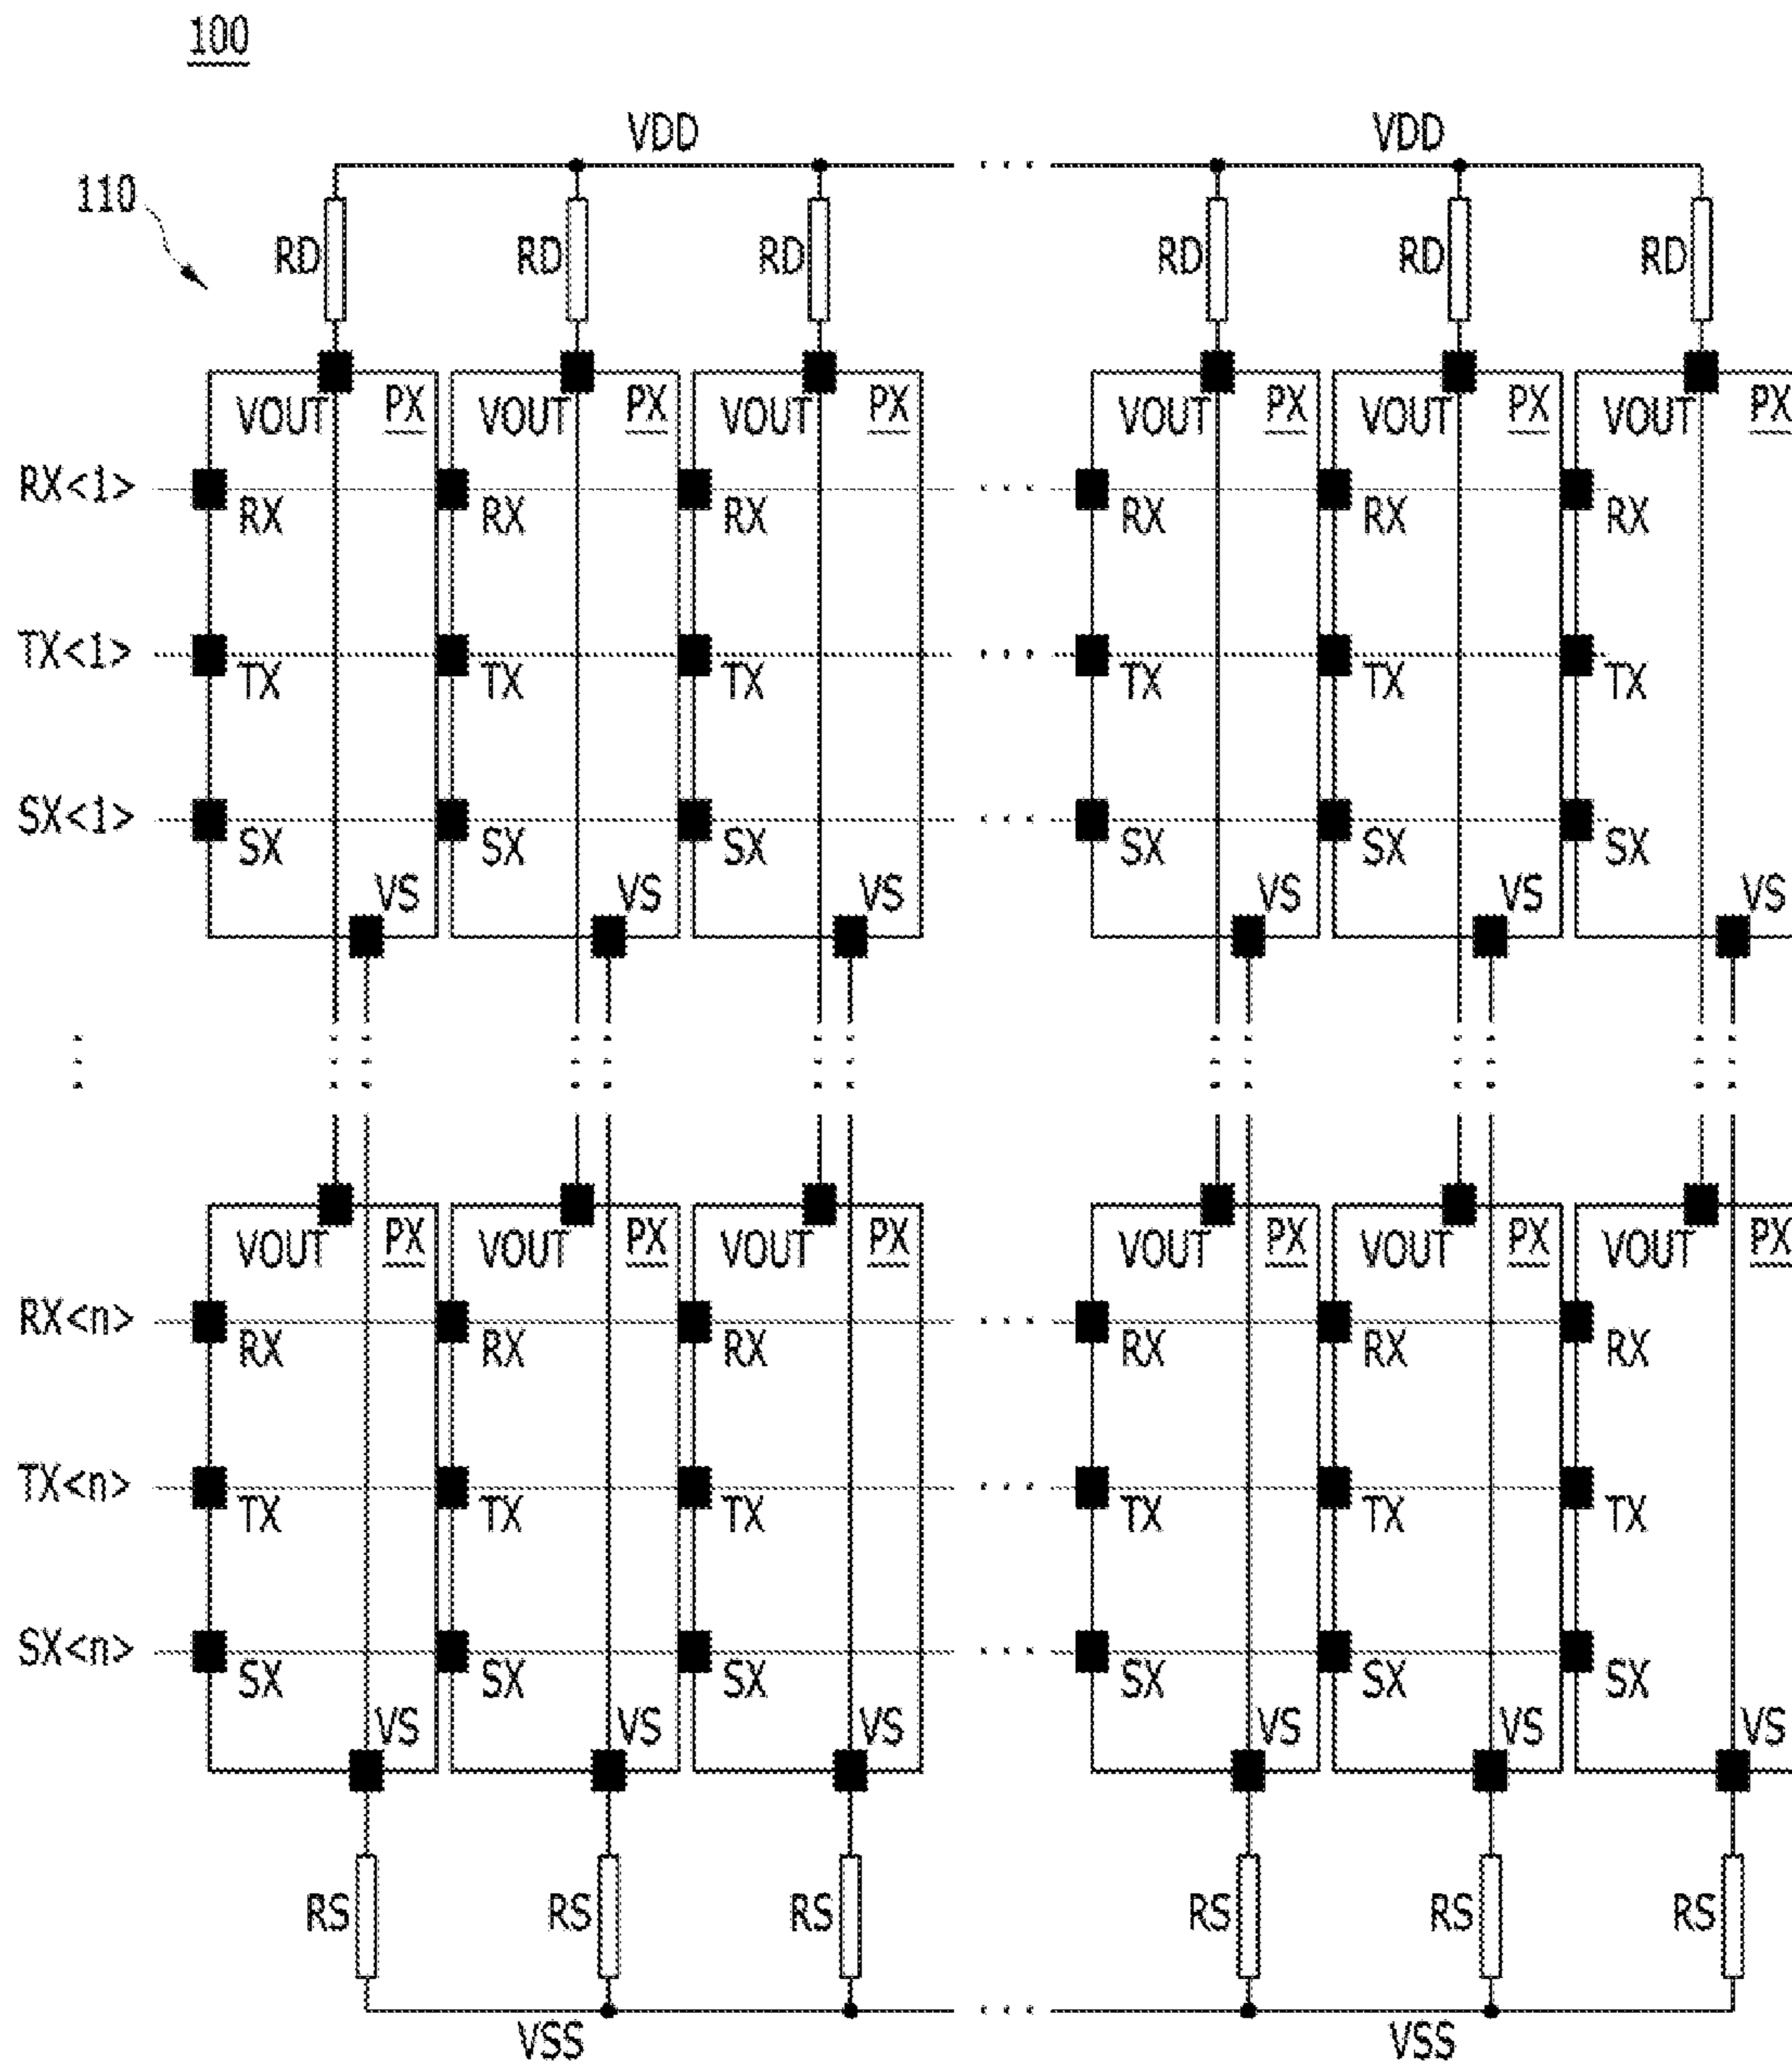 100
VDD VDD
110
RD RD RD RD RD RD
VOUT PX VOUT PX VOUT PX VOUT PX VOUT PX VOUT PX
RX<1>
RX RX RX RX RX RX
TX<1>
TX TX TX TX TX TX
SX<1>
SX SX SX SX SX SX
VS VS VS VS VS VS
VOUT PX VOUT PX VOUT PX VOUT PX VOUT PX VOUT PX
RX<n>
RX RX RX RX RX RX
TX<n>
TX TX TX TX TX TX
SX<n>
SX SX SX SX SX SX
VS VS VS VS VS VS
RS RS RS RS RS RS
VSS VSS